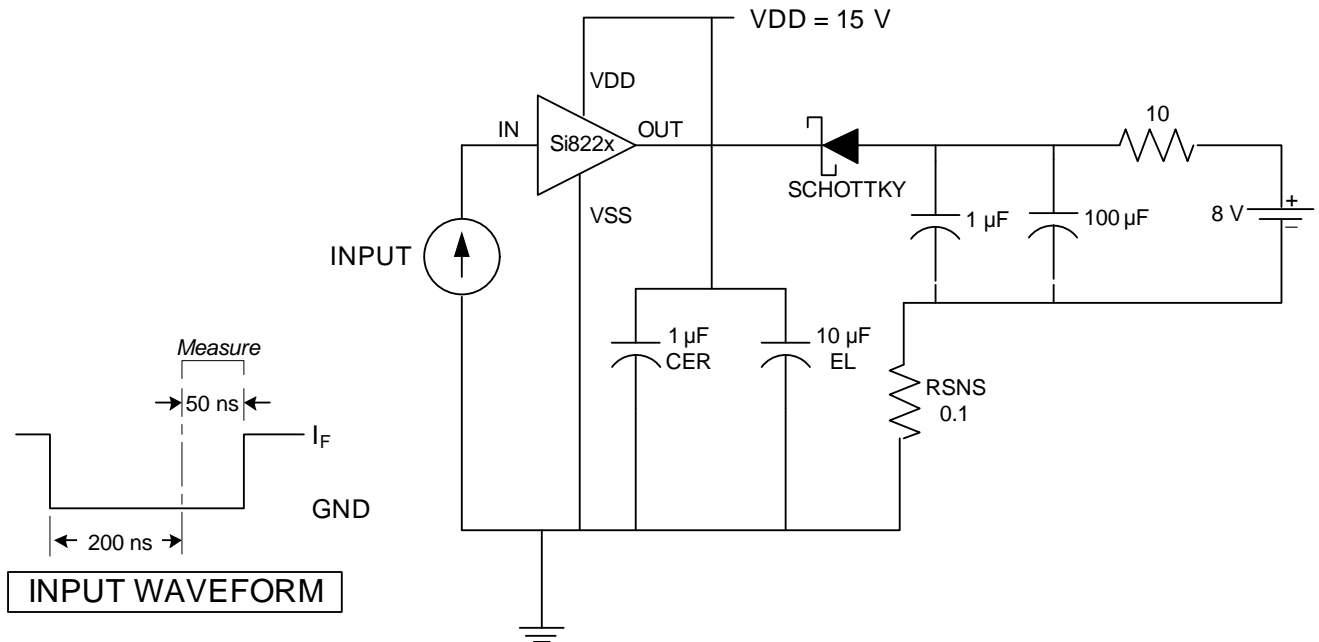 VDD = 15 V
VDD
10
IN
OUT
Si822x
SCHOTTKY
VSS
1 µF
100 µF
8 V
+
–
INPUT
1 µF
CER
10 µF
EL
RSNS
0.1
Measure
50 ns
IF
GND
200 ns
INPUT WAVEFORM